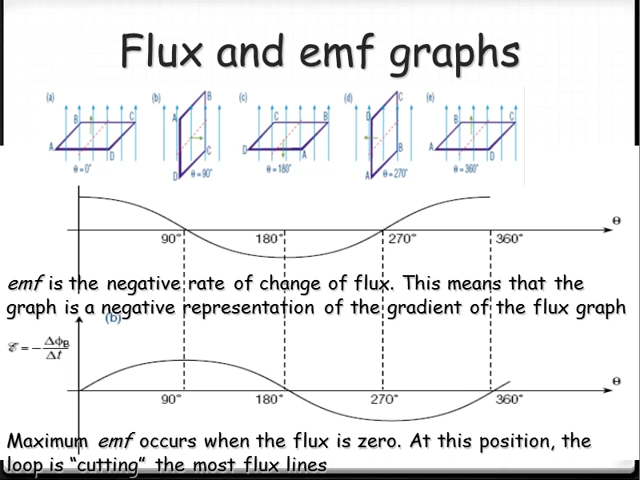 Flux and emf graphs
(a) (b) (c) (d) (e)
B C A D θ = 0°
B A C D θ = 90°
C B D A θ = 180°
C D B A θ = 270°
B C A D θ = 360°
θ
90° 180° 270° 360°
emf is the negative rate of change of flux. This means that the
graph is a negative representation of the gradient of the flux graph
(b)
ℰ = − ΔϕB / Δt
θ
90° 180° 270° 360°
Maximum emf occurs when the flux is zero. At this position, the
loop is “cutting” the most flux lines